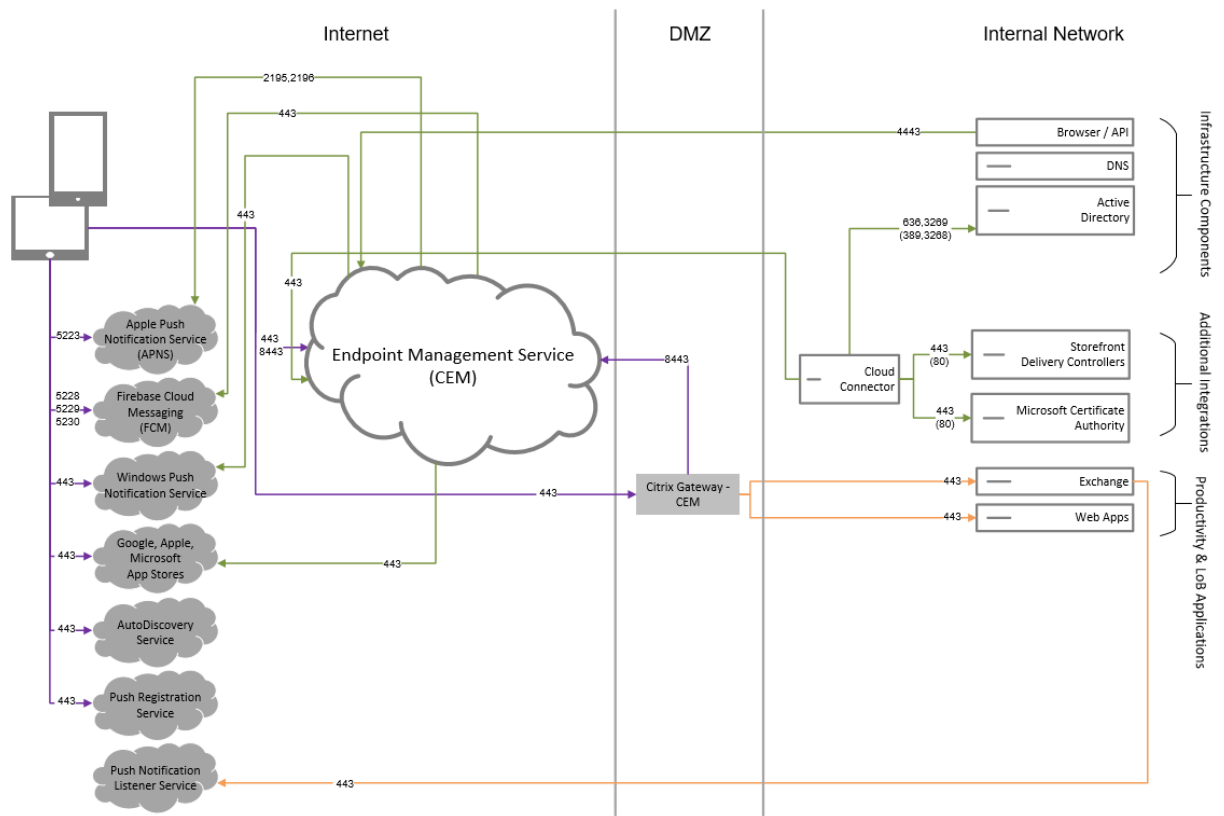 Internet
DMZ
Internal Network
2195,2196
443
4443
Browser / API
DNS
Active
Directory
Infrastructure Components
443
636,3269
(389,3268)
443
Apple Push
Notification Service
(APNS)
5223
443
8443
Endpoint Management Service
(CEM)
8443
Cloud
Connector
443
(80)
Storefront
Delivery Controllers
443
(80)
Microsoft Certificate
Authority
Additional Integrations
5228
5229
5230
Firebase Cloud
Messaging
(FCM)
443
Windows Push
Notification Service
443
Citrix Gateway -
CEM
443
Exchange
443
Web Apps
Productivity & LoB Applications
443
Google, Apple,
Microsoft
App Stores
443
443
AutoDiscovery
Service
443
Push Registration
Service
Push Notification
Listener Service
443